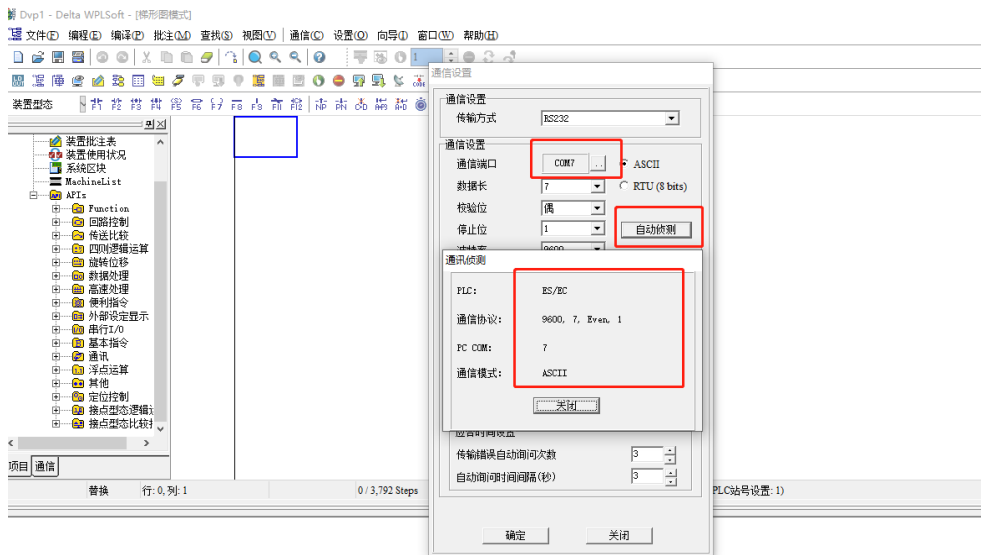 Dvp1 - Delta WPLSoft - [梯形图模式]
文件(F) 编程(E) 编译(P) 批注(M) 查找(S) 视图(V) 通信(C) 设置(O) 向导(I) 窗口(W) 帮助(H)
1
装置型态
F1 F2 F3 F4 F5 F6 F7 F8 F9 F11 F12 NP PN
装置批注表
装置使用状况
系统区块
MachineList
APIs
Function
回路控制
传送比较
四则逻辑运算
旋转位移
数据处理
高速处理
便利指令
外部设定显示
串行I/O
基本指令
通讯
浮点运算
其他
定位控制
接点型态逻辑
接点型态比较
项目 通信
替换 行: 0, 列: 1 0 / 3,792 Steps PLC站号设置: 1)
通信设置
通信设置
传输方式 RS232
通信设置
通信端口 COM7 .. ASCII
数据长 7 RTU (8 bits)
校验位 偶
停止位 1 自动侦测
波特率 9600
通讯侦测
PLC: ES/EC
通信协议: 9600, 7, Even, 1
PC COM: 7
通信模式: ASCII
关闭
应答时间设置
传输错误自动询问次数 3
自动询问时间间隔(秒) 3
确定 关闭